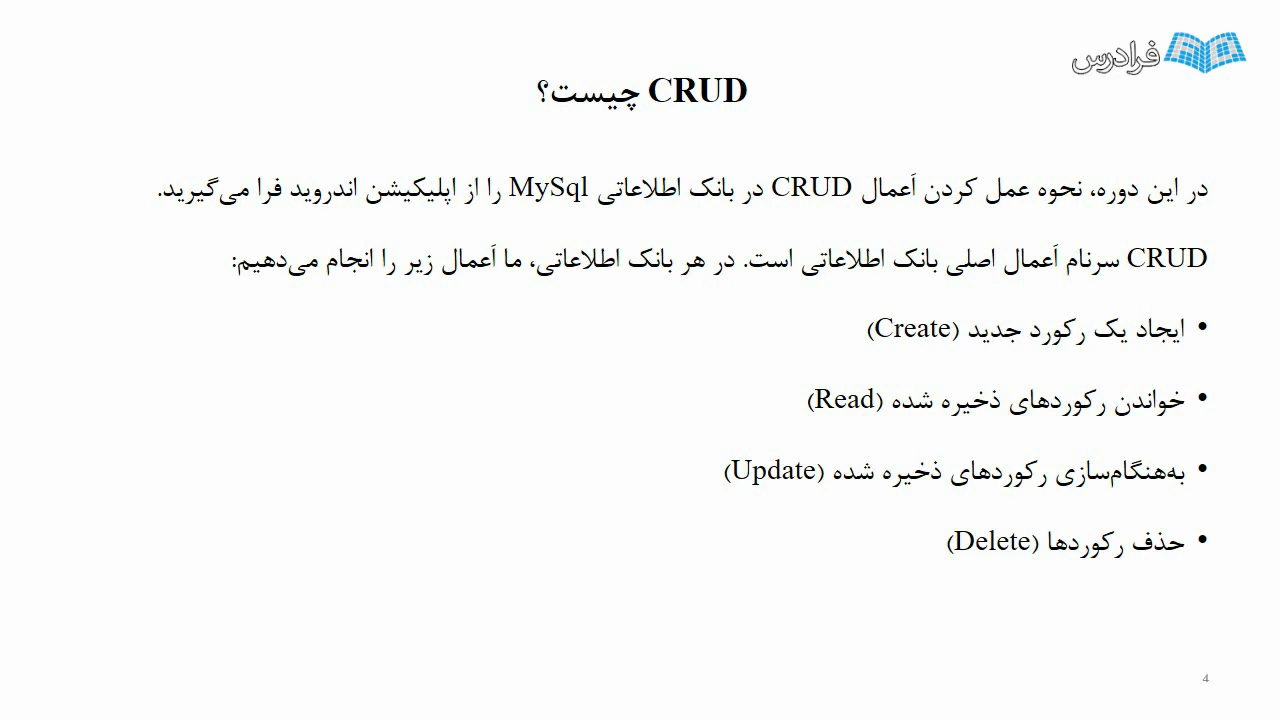 فرادرس
CRUD چیست؟
در این دوره، نحوه عمل کردن اَعمال CRUD در بانک اطلاعاتی MySql را از اپلیکیشن اندروید فرا می‌گیرید.
CRUD سرنام اَعمال اصلی بانک اطلاعاتی است. در هر بانک اطلاعاتی، ما اَعمال زیر را انجام می‌دهیم:
• ایجاد یک رکورد جدید (Create)
• خواندن رکوردهای ذخیره شده (Read)
• به‌هنگام‌سازی رکوردهای ذخیره شده (Update)
• حذف رکوردها (Delete)
4